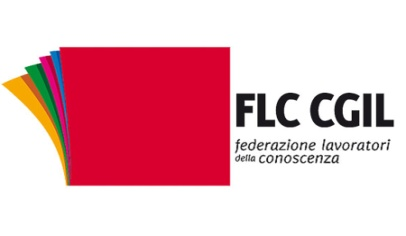 FLC CGIL
federazione lavoratori
della conoscenza